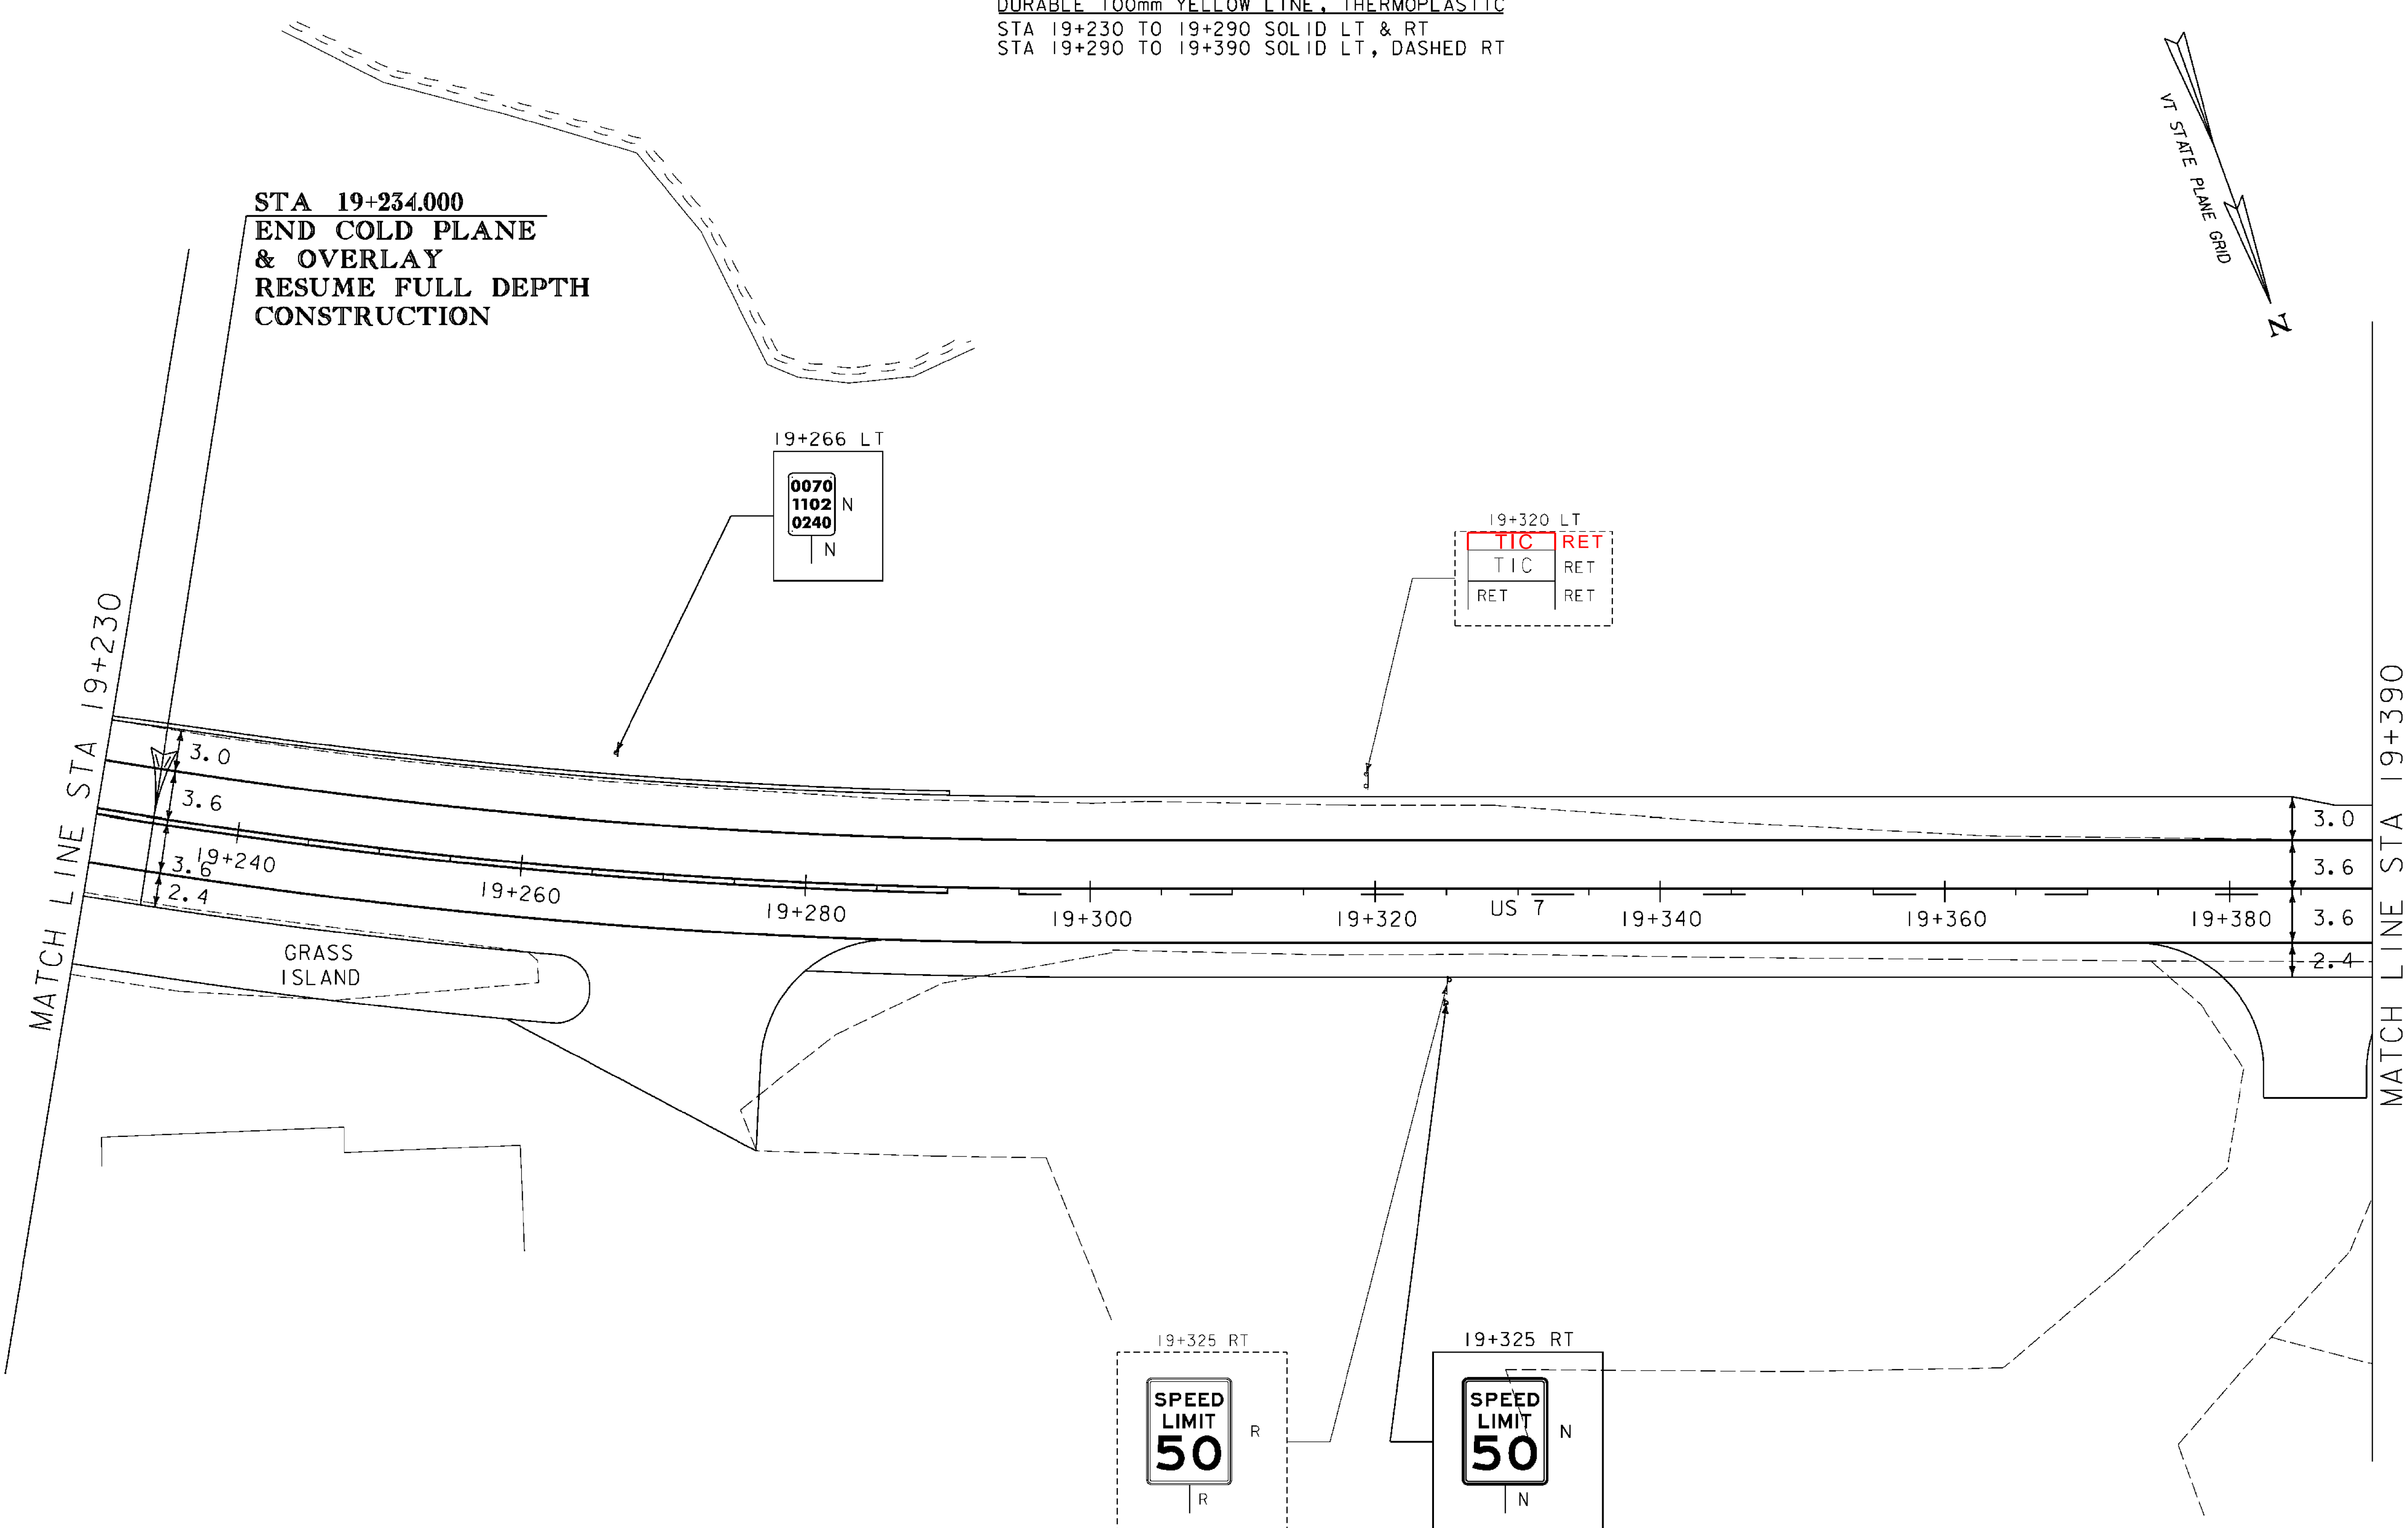 DURABLE 100mm YELLOW LINE, THERMOPLASTIC
STA 19+230 TO 19+290 SOLID LT & RT
STA 19+290 TO 19+390 SOLID LT, DASHED RT
VT STATE PLANE GRID
N
STA 19+234.000
END COLD PLANE
& OVERLAY
RESUME FULL DEPTH
CONSTRUCTION
19+266 LT
0070
1102 N
0240
N
19+320 LT
TIC RET
TIC RET
RET RET
MATCH LINE STA 19+230
MATCH LINE STA 19+390
3.0
3.6
3.6
2.4
3.0
3.6
3.6
2.4
19+240
19+260
19+280
19+300
19+320
US 7
19+340
19+360
19+380
GRASS
ISLAND
19+325 RT
SPEED
LIMIT
50
R
R
19+325 RT
SPEED
LIMIT
50
N
N